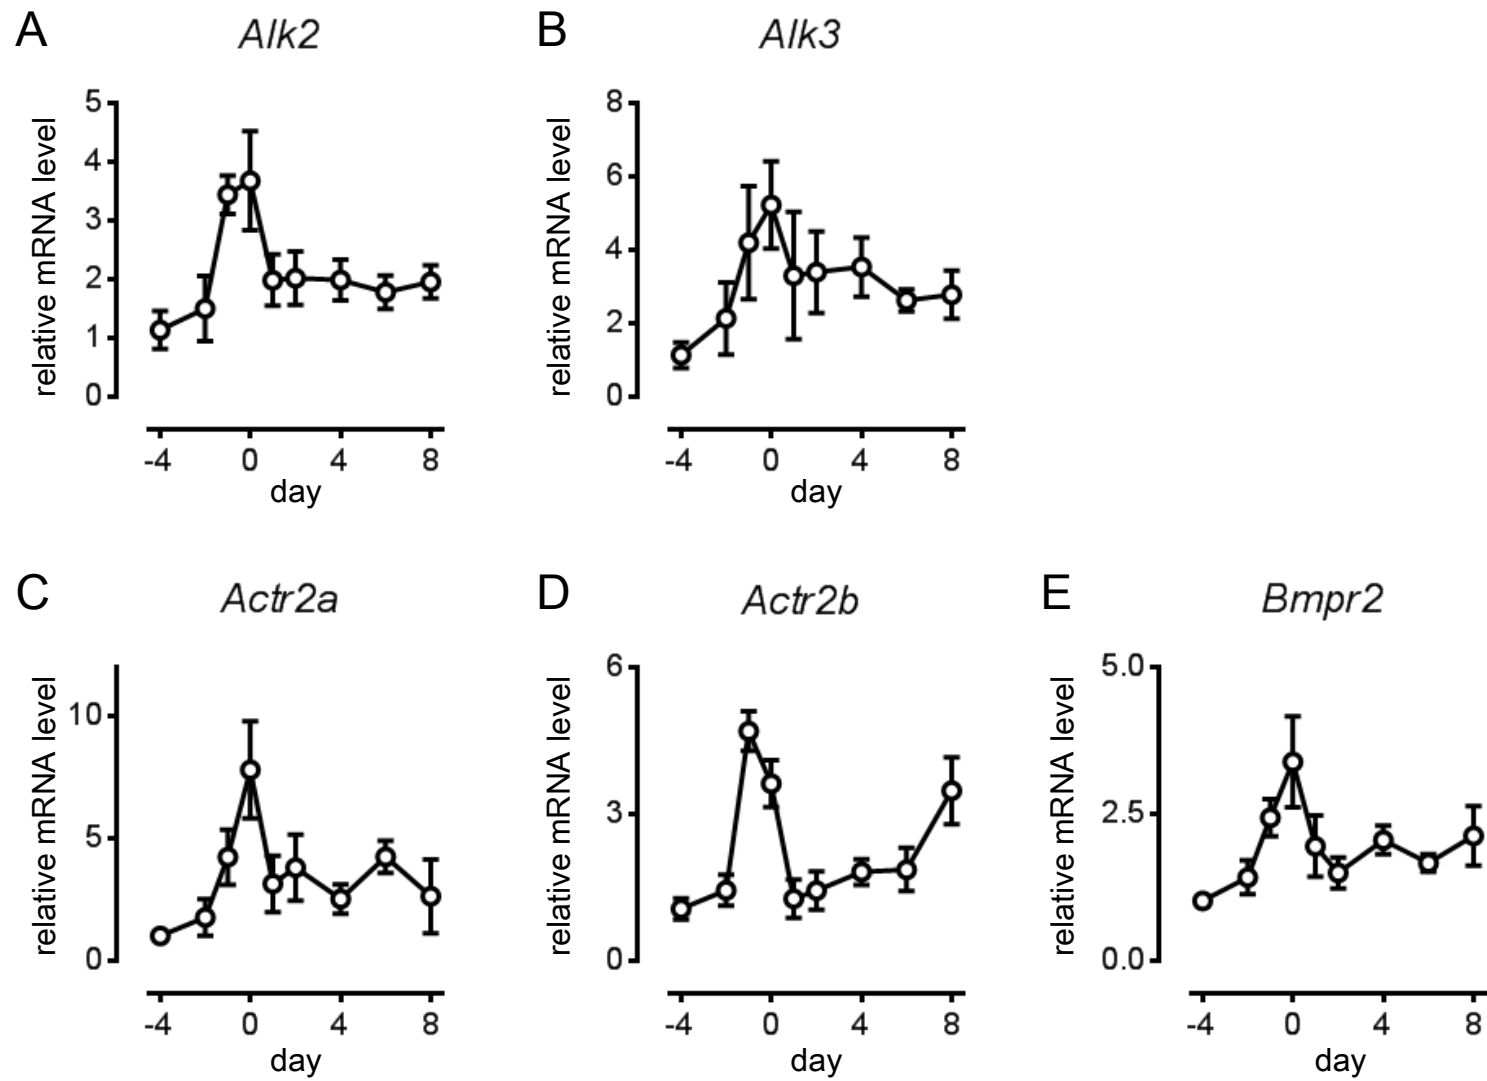 A
Alk2
relative mRNA level
5
4
3
2
1
0
-4 0 4 8
day
B
Alk3
relative mRNA level
8
6
4
2
0
-4 0 4 8
day
C
Actr2a
relative mRNA level
10
5
0
-4 0 4 8
day
D
Actr2b
relative mRNA level
6
3
0
-4 0 4 8
day
E
Bmpr2
relative mRNA level
5.0
2.5
0.0
-4 0 4 8
day